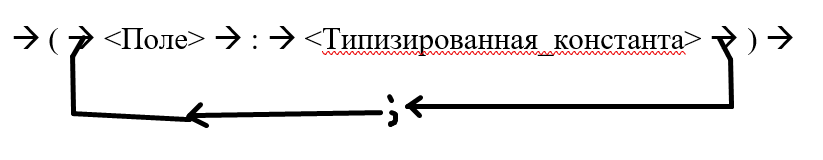 → ( → <Поле> → : → <Типизированная_константа> → ) →
;